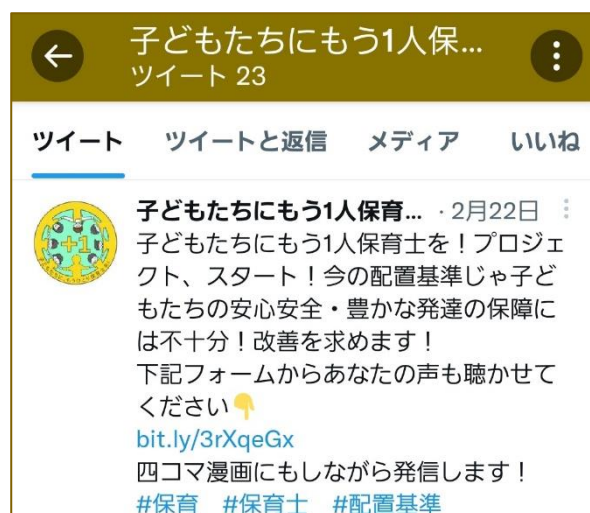 子どもたちにもう1人保...
ツイート 23
ツイート ツイートと返信 メディア いいね
子どもたちにもう1人保育... · 2月22日
子どもたちにもう1人保育士を!プロジェ
クト、スタート!今の配置基準じゃ子ど
もたちの安心安全・豊かな発達の保障に
は不十分!改善を求めます!
下記フォームからあなたの声も聴かせて
ください👇
bit.ly/3rXqeGx
四コマ漫画にもしながら発信します!
#保育 #保育士 #配置基準
+1